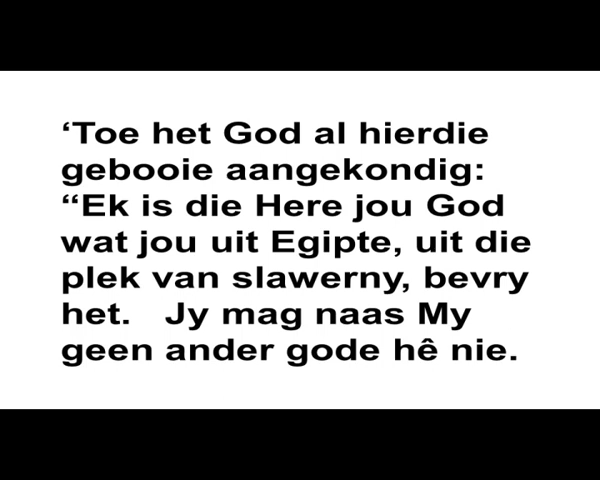 ‘Toe het God al hierdie
gebooie aangekondig:
“Ek is die Here jou God
wat jou uit Egipte, uit die
plek van slawerny, bevry
het.   Jy mag naas My
geen ander gode hê nie.